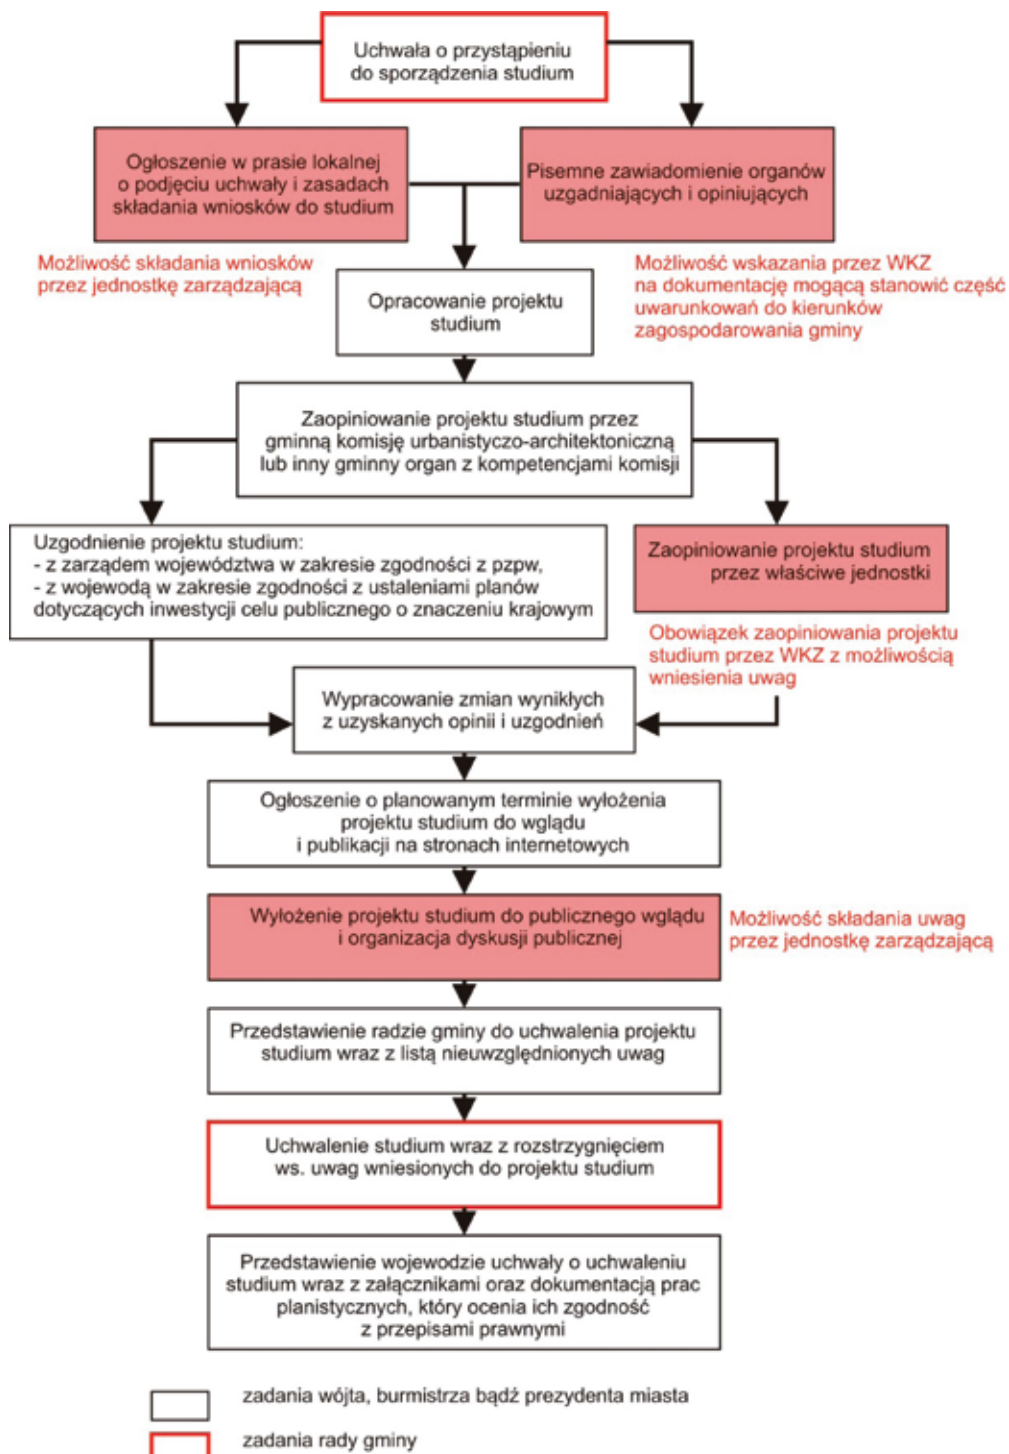 Uchwała o przystąpieniu
do sporządzenia studium
Ogłoszenie w prasie lokalnej
o podjęciu uchwały i zasadach
składania wniosków do studium
Pisemne zawiadomienie organów
uzgadniających i opiniujących
Możliwość składania wniosków
przez jednostkę zarządzającą
Możliwość wskazania przez WKZ
na dokumentację mogącą stanowić część
uwarunkowań do kierunków
zagospodarowania gminy
Opracowanie projektu
studium
Zaopiniowanie projektu studium przez
gminną komisję urbanistyczo-architektoniczną
lub inny gminny organ z kompetencjami komisji
Uzgodnienie projektu studium:
- z zarządem województwa w zakresie zgodności z pzpw,
- z wojewodą w zakresie zgodności z ustaleniami planów
dotyczących inwestycji celu publicznego o znaczeniu krajowym
Zaopiniowanie projektu studium
przez właściwe jednostki
Obowiązek zaopiniowania projektu
studium przez WKZ z możliwością
wniesienia uwag
Wypracowanie zmian wynikłych
z uzyskanych opinii i uzgodnień
Ogłoszenie o planowanym terminie wyłożenia
projektu studium do wglądu
i publikacji na stronach internetowych
Wyłożenie projektu studium do publicznego wglądu
i organizacja dyskusji publicznej
Możliwość składania uwag
przez jednostkę zarządzającą
Przedstawienie radzie gminy do uchwalenia projektu
studium wraz z listą nieuwzględnionych uwag
Uchwalenie studium wraz z rozstrzygnięciem
ws. uwag wniesionych do projektu studium
Przedstawienie wojewodzie uchwały o uchwaleniu
studium wraz z załącznikami oraz dokumentacją prac
planistycznych, który ocenia ich zgodność
z przepisami prawnymi
zadania wójta, burmistrza bądź prezydenta miasta
zadania rady gminy